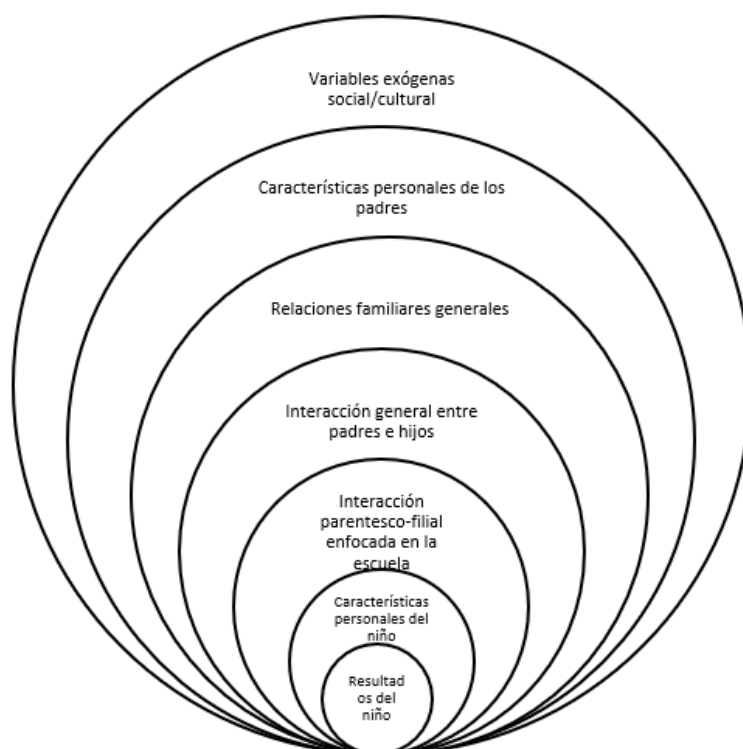 Variables exógenas
social/cultural
Características personales de los
padres
Relaciones familiares generales
Interacción general entre
padres e hijos
Interacción
parentesco-filial
enfocada en la
escuela
Características
personales del
niño
Resultad
os del
niño